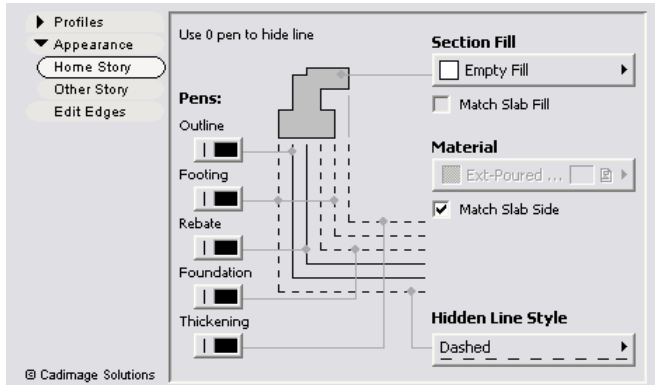 Profiles
Appearance
Home Story
Other Story
Edit Edges
© Cadimage Solutions
Use 0 pen to hide line
Pens:
Outline
Footing
Rebate
Foundation
Thickening
Section Fill
Empty Fill
Match Slab Fill
Material
Ext-Poured ...
Match Slab Side
Hidden Line Style
Dashed